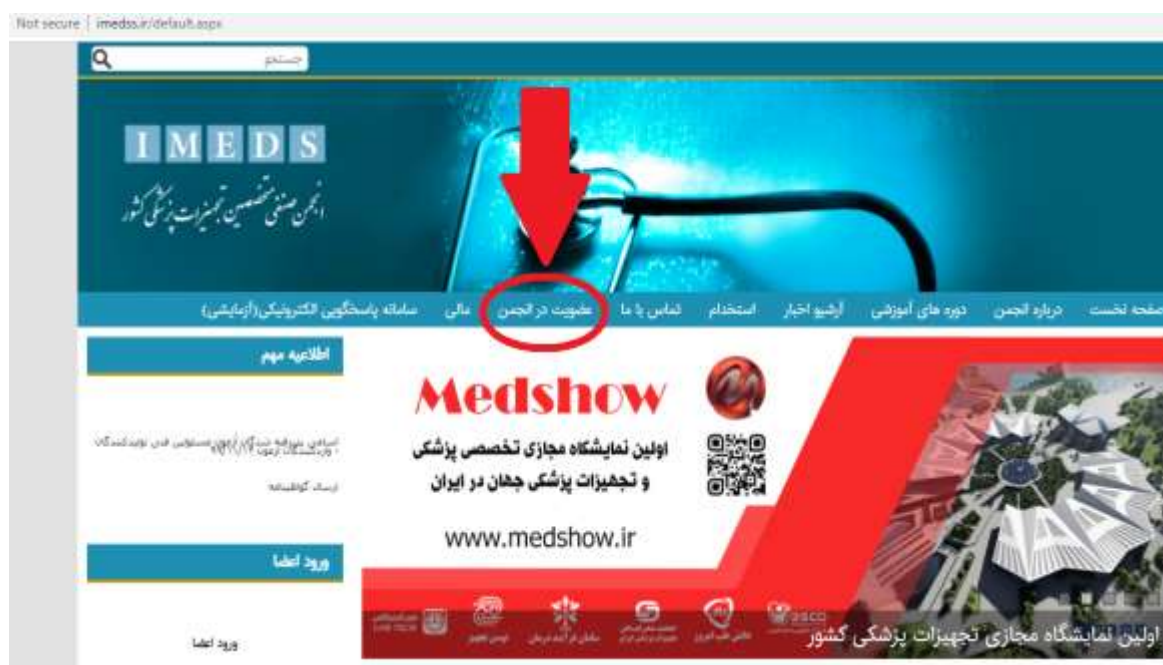 Not secure | imedss.ir/default.aspx
جستجو
I M E D S
انجمن صنفی متخصصین تجهیزات پزشکی کشور
صفحه نخست درباره انجمن دوره های آموزشی آرشیو اخبار استخدام تماس با ما عضویت در انجمن مالی سامانه پاسخگویی الکترونیکی(آزمایشی)
اطلاعیه مهم
ارسال گواهینامه
ورود اعضا
ورود اعضا
Medshow
اولین نمایشگاه مجازی تخصصی پزشکی
و تجهیزات پزشکی جهان در ایران
www.medshow.ir
اولین نمایشگاه مجازی تجهیزات پزشکی کشور